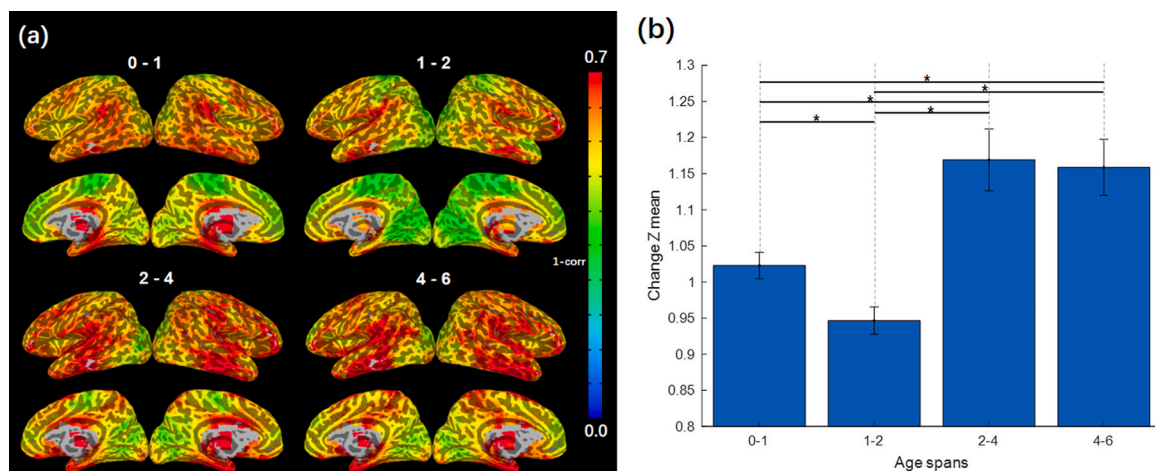 (a)
0 - 1
1 - 2
0.7
1-corr
2 - 4
4 - 6
0.0
(b)
1.3
1.25
1.2
1.15
1.1
1.05
1
0.95
0.9
0.85
0.8
Change Z mean
*
*
*
*
*
0-1
1-2
2-4
4-6
Age spans